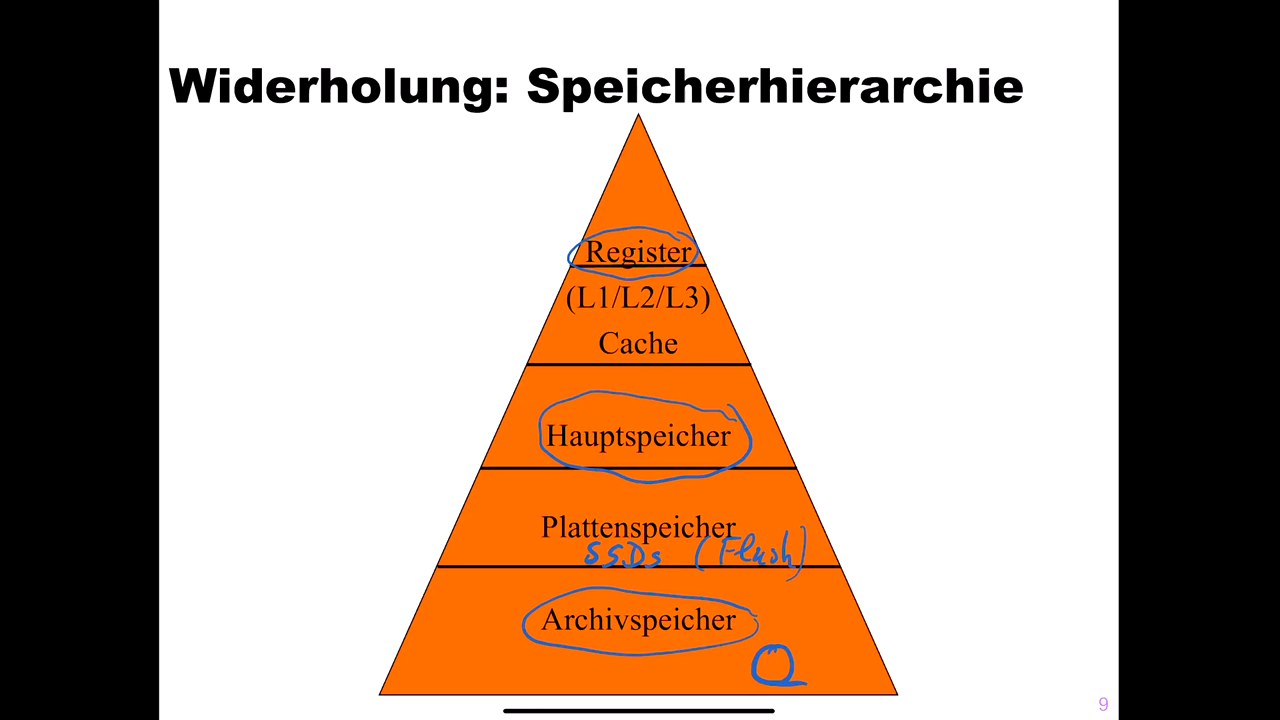 Widerholung: Speicherhierarchie
Register
(L1/L2/L3)
Cache
Hauptspeicher
Plattenspeicher
SSDs (Flash)
Archivspeicher
9